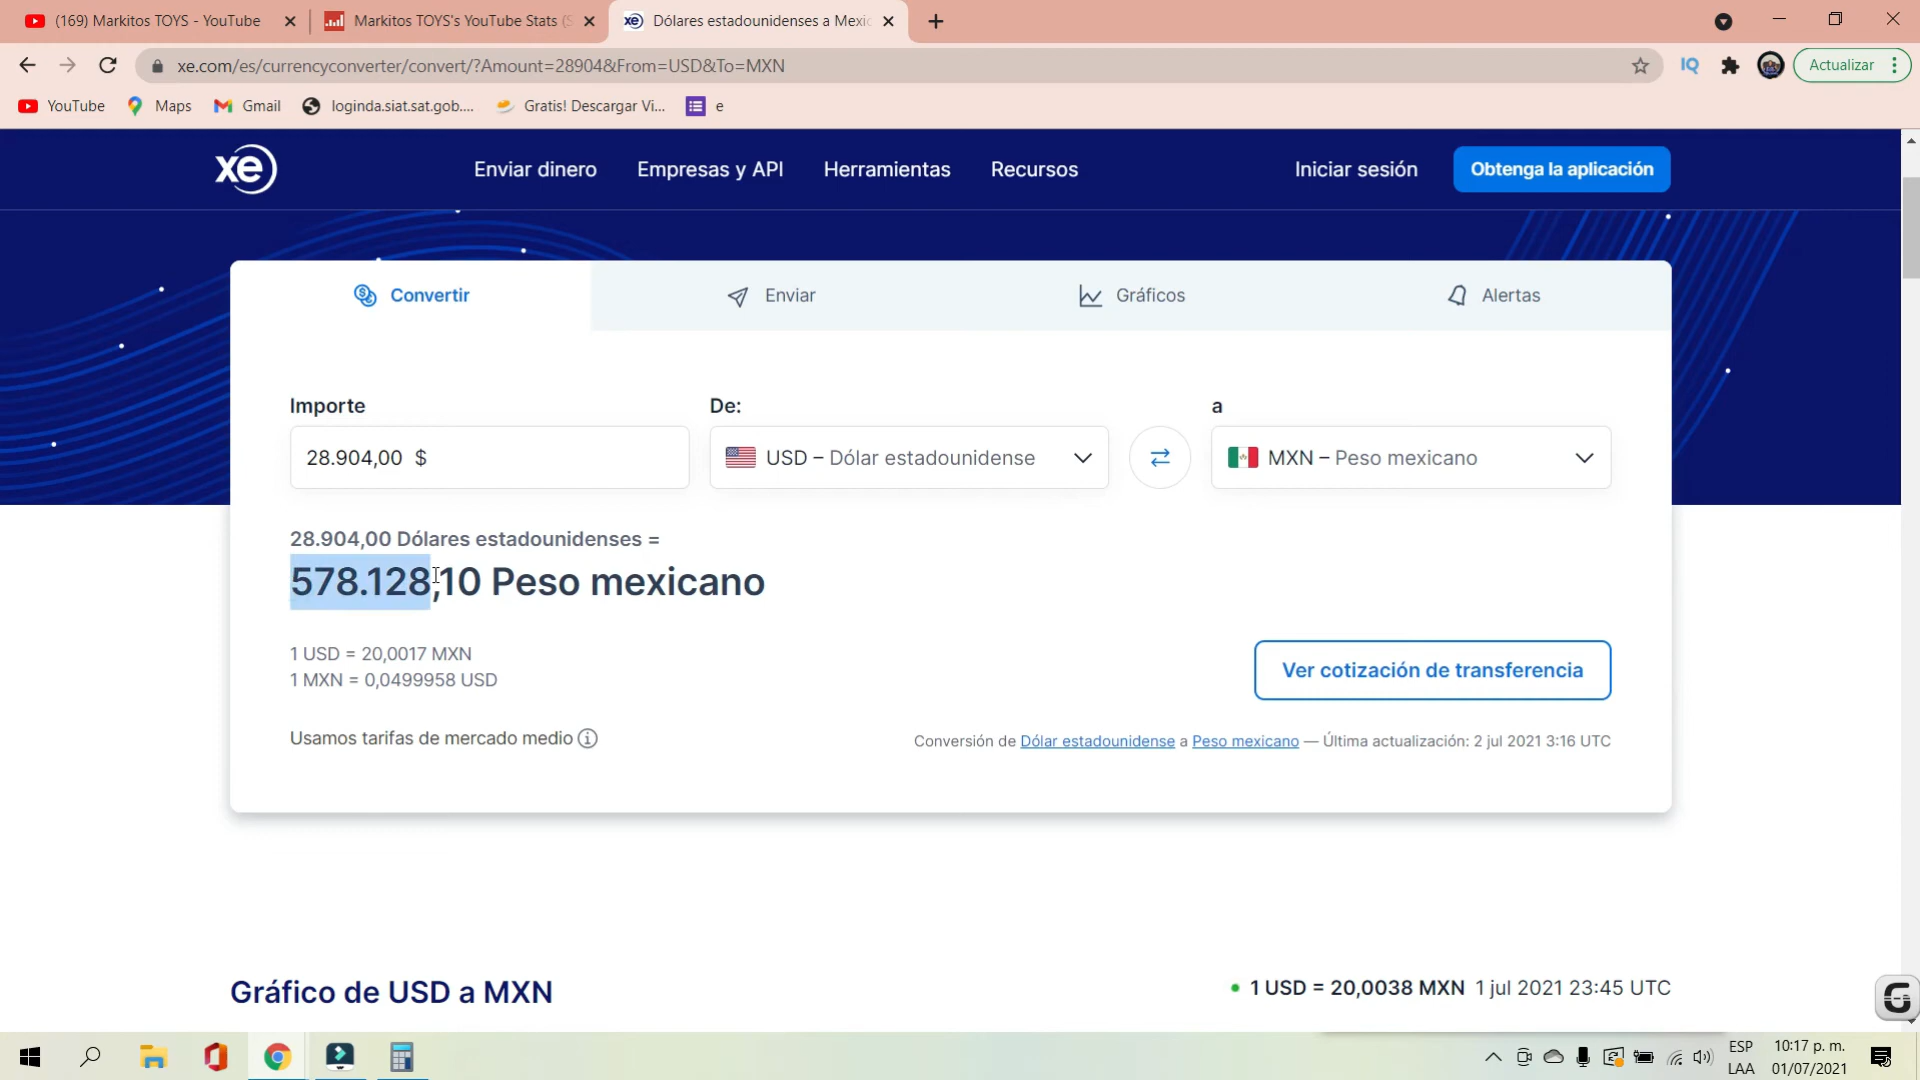 (169) Markitos TOYS - YouTube
Markitos TOYS's YouTube Stats (S
xe Dólares estadounidenses a Mexic
xe.com/es/currencyconverter/convert/?Amount=28904&From=USD&To=MXN
IQ
Actualizar
YouTube
Maps
Gmail
loginda.siat.sat.gob....
Gratis! Descargar Vi...
e
xe
Enviar dinero
Empresas y API
Herramientas
Recursos
Iniciar sesión
Obtenga la aplicación
Convertir
Enviar
Gráficos
Alertas
Importe
De:
a
28.904,00 $
USD – Dólar estadounidense
MXN – Peso mexicano
28.904,00 Dólares estadounidenses =
578.128,10 Peso mexicano
1 USD = 20,0017 MXN
1 MXN = 0,0499958 USD
Ver cotización de transferencia
Usamos tarifas de mercado medio
Conversión de Dólar estadounidense a Peso mexicano — Última actualización: 2 jul 2021 3:16 UTC
Gráfico de USD a MXN
1 USD = 20,0038 MXN 1 jul 2021 23:45 UTC
ESP
LAA
10:17 p. m.
01/07/2021